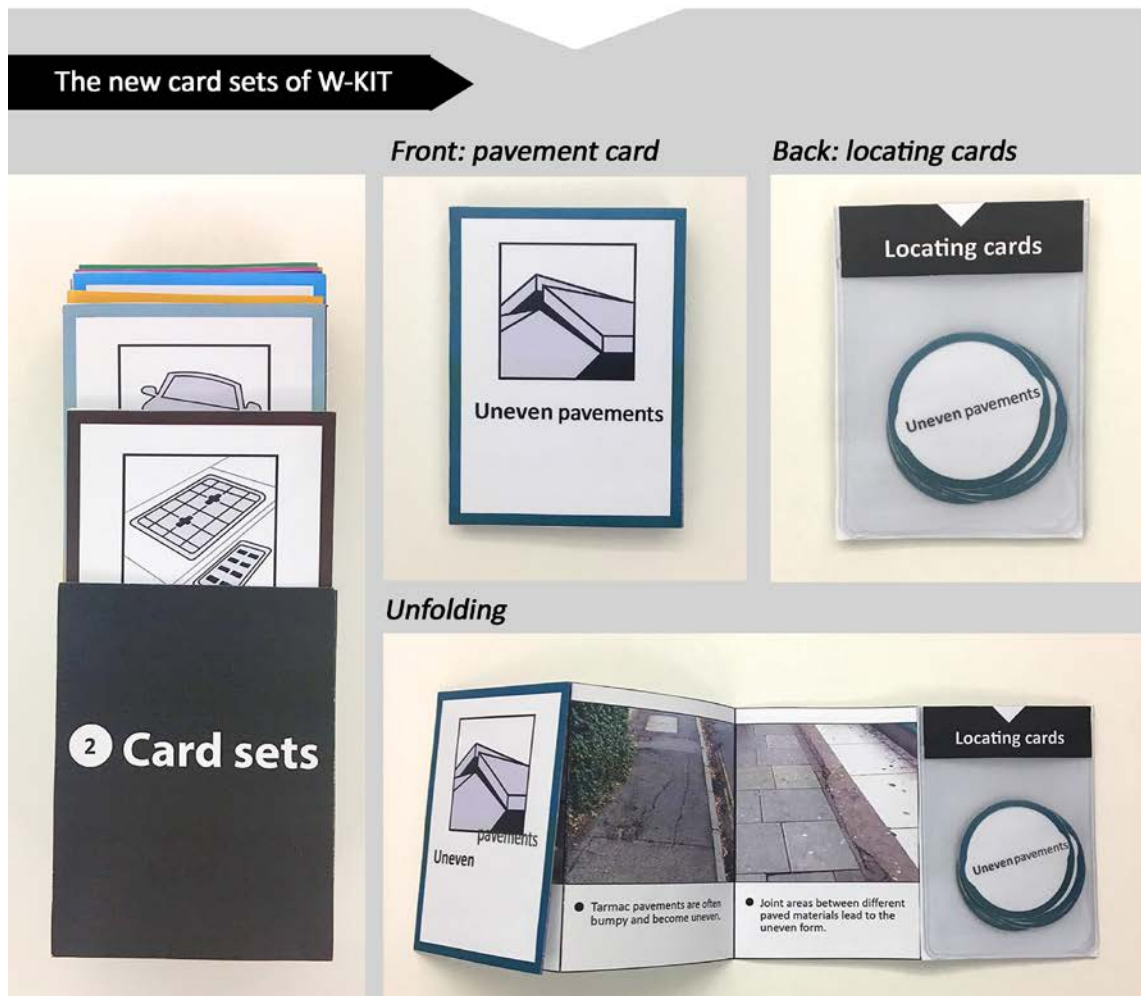 The new card sets of W-KIT
Front: pavement card
Back: locating cards
Uneven pavements
Locating cards
Uneven pavements
2 Card sets
Unfolding
pavements
Uneven
Tarmac pavements are often
bumpy and become uneven.
Joint areas between different
paved materials lead to the
uneven form.
Locating cards
Uneven pavements